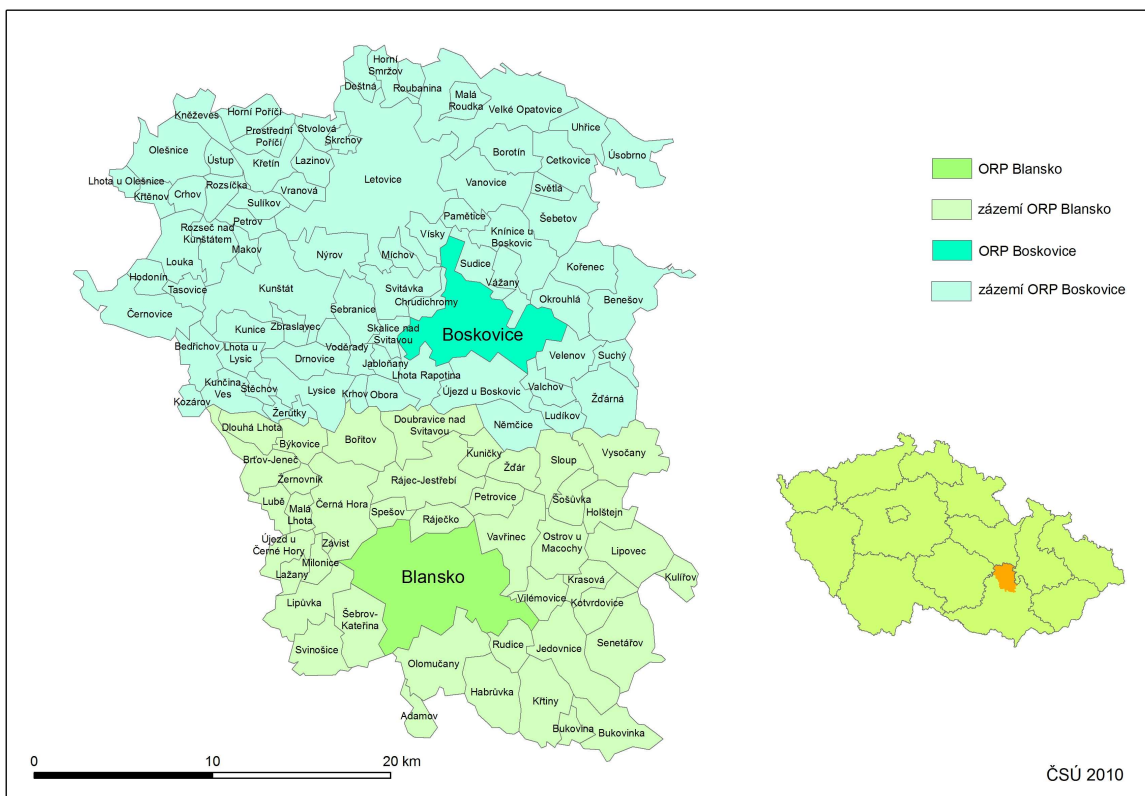 Horní
Smržov
Deštná
Roubanina
Malá
Roudka
Velké Opatovice
Kněževes
Horní Poříčí
Prostřední
Poříčí
Stvolová
Skrchov
Uhřice
Úsobrno
Olešnice
Ústup
Křetín
Lazinov
Borotín
Cetkovice
Lhota u Olešnice
Křtěnov
Crhov
Rozsíčka
Sulíkov
Vranová
Letovice
Vanovice
Světlá
Petrov
Pamětice
Šebetov
Rozseč nad
Kunštátem
Makov
Vísky
Knínice u
Boskovic
Louka
Nýrov
Míchov
Sudice
Kořenec
Hodonín
Tasovice
Kunštát
Svitávka
Vážany
Chrudichromy
Okrouhlá
Benešov
Černovice
Sebranice
Kunice
Zbraslavec
Skalice nad
Svitavou
Boskovice
Bedřichov
Lhota u
Lysic
Voděrady
Drnovice
Jabloňany
Velenov
Suchý
Lhota Rapotina
Kunčina
Ves
Štěchov
Lysice
Krhov
Obora
Újezd u Boskovic
Valchov
Žďárná
Kozárov
Žerůtky
Ludíkov
Němčice
Dlouhá Lhota
Býkovice
Bořitov
Doubravice nad
Svitavou
Kuničky
Žďár
Sloup
Vysočany
Brťov-Jeneč
Žernovník
Rájec-Jestřebí
Petrovice
Šošůvka
Holštejn
Lubě
Malá
Lhota
Černá Hora
Spešov
Ráječko
Vavřinec
Ostrov u
Macochy
Lipovec
Újezd u
Černé Hory
Závist
Milonice
Lažany
Blansko
Krasová
Kulířov
Lipůvka
Šebrov-
Kateřina
Vilémovice
Kotvrdovice
Svinošice
Rudice
Jedovnice
Senetářov
Olomučany
Habrůvka
Křtiny
Adamov
Bukovina
Bukovinka
ORP Blansko
zázemí ORP Blansko
ORP Boskovice
zázemí ORP Boskovice
0 10 20 km
ČSÚ 2010